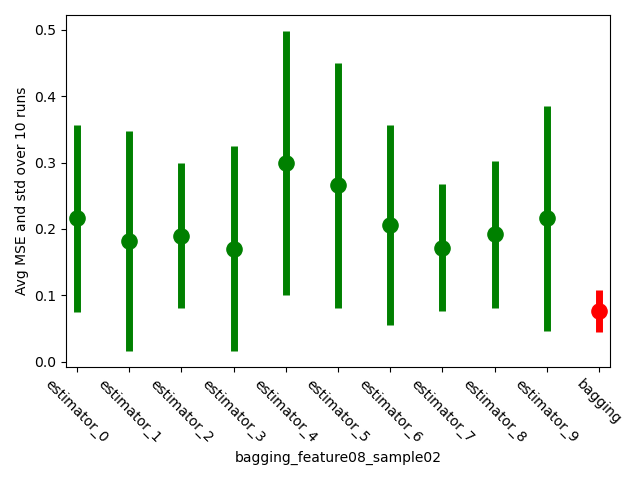 Avg MSE and std over 10 runs
0.5
0.4
0.3
0.2
0.1
0.0
estimator_0
estimator_1
estimator_2
estimator_3
estimator_4
estimator_5
estimator_6
estimator_7
estimator_8
estimator_9
bagging
bagging_feature08_sample02